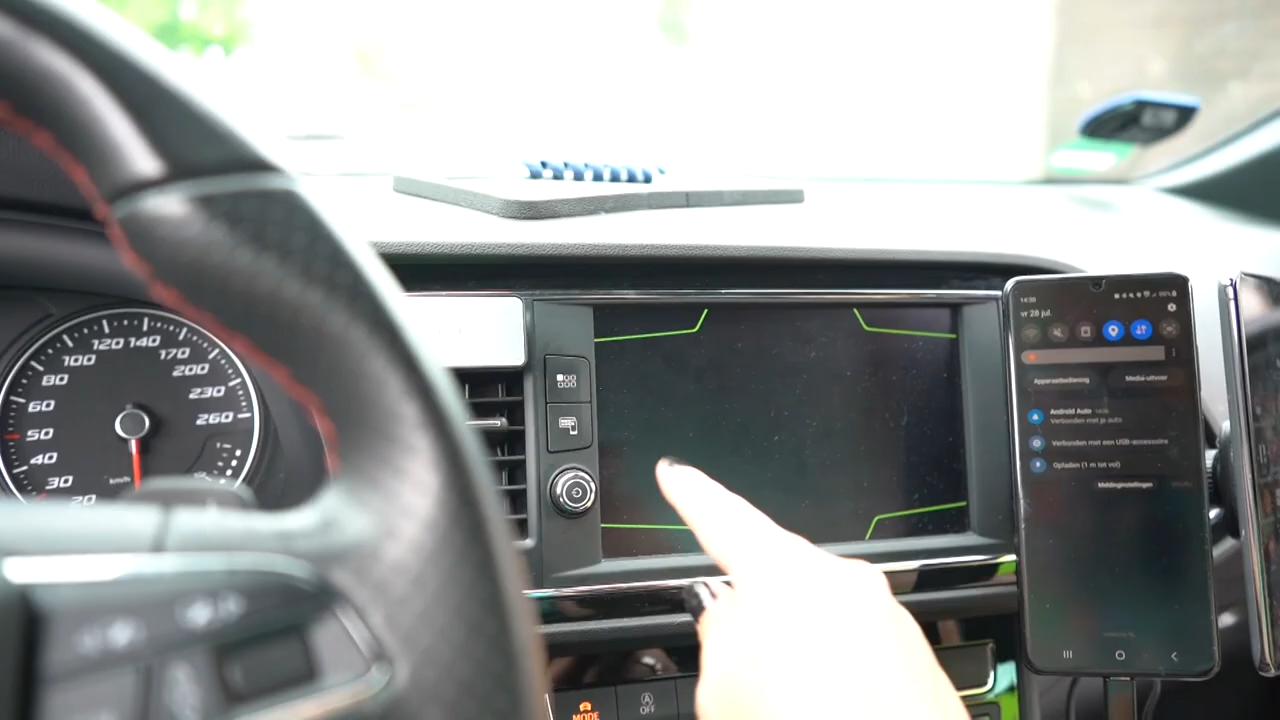 20
30
40
50
60
80
100
120
140
170
200
230
260
km/h
MODE
OFF
14:39
vr 28 jul.
Apparaatbediening
Media-uitvoer
Android Auto
Verbonden met je auto
Verbonden met een USB-accessoire
Opladen (1 m tot vol)
Meldingsinstellingen